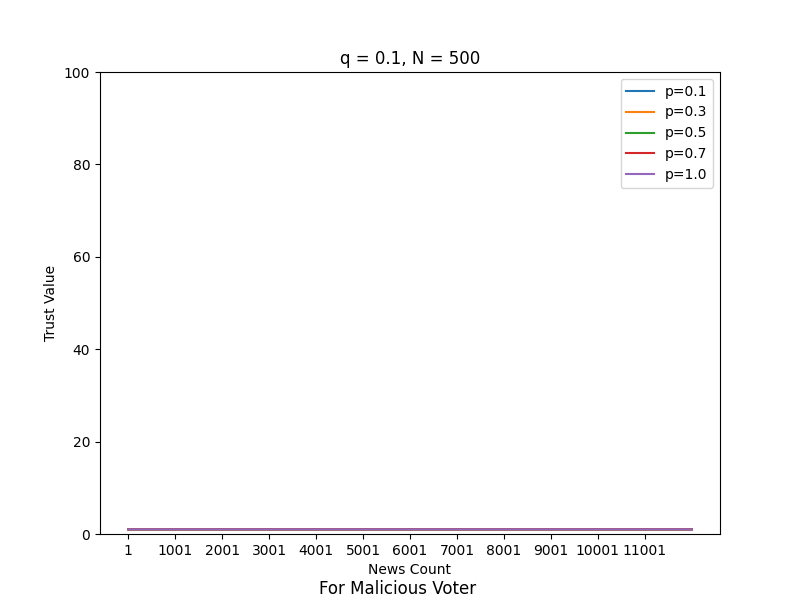 q = 0.1, N = 500
100
80
60
40
20
0
Trust Value
p=0.1
p=0.3
p=0.5
p=0.7
p=1.0
1 1001 2001 3001 4001 5001 6001 7001 8001 9001 10001 11001
News Count
For Malicious Voter